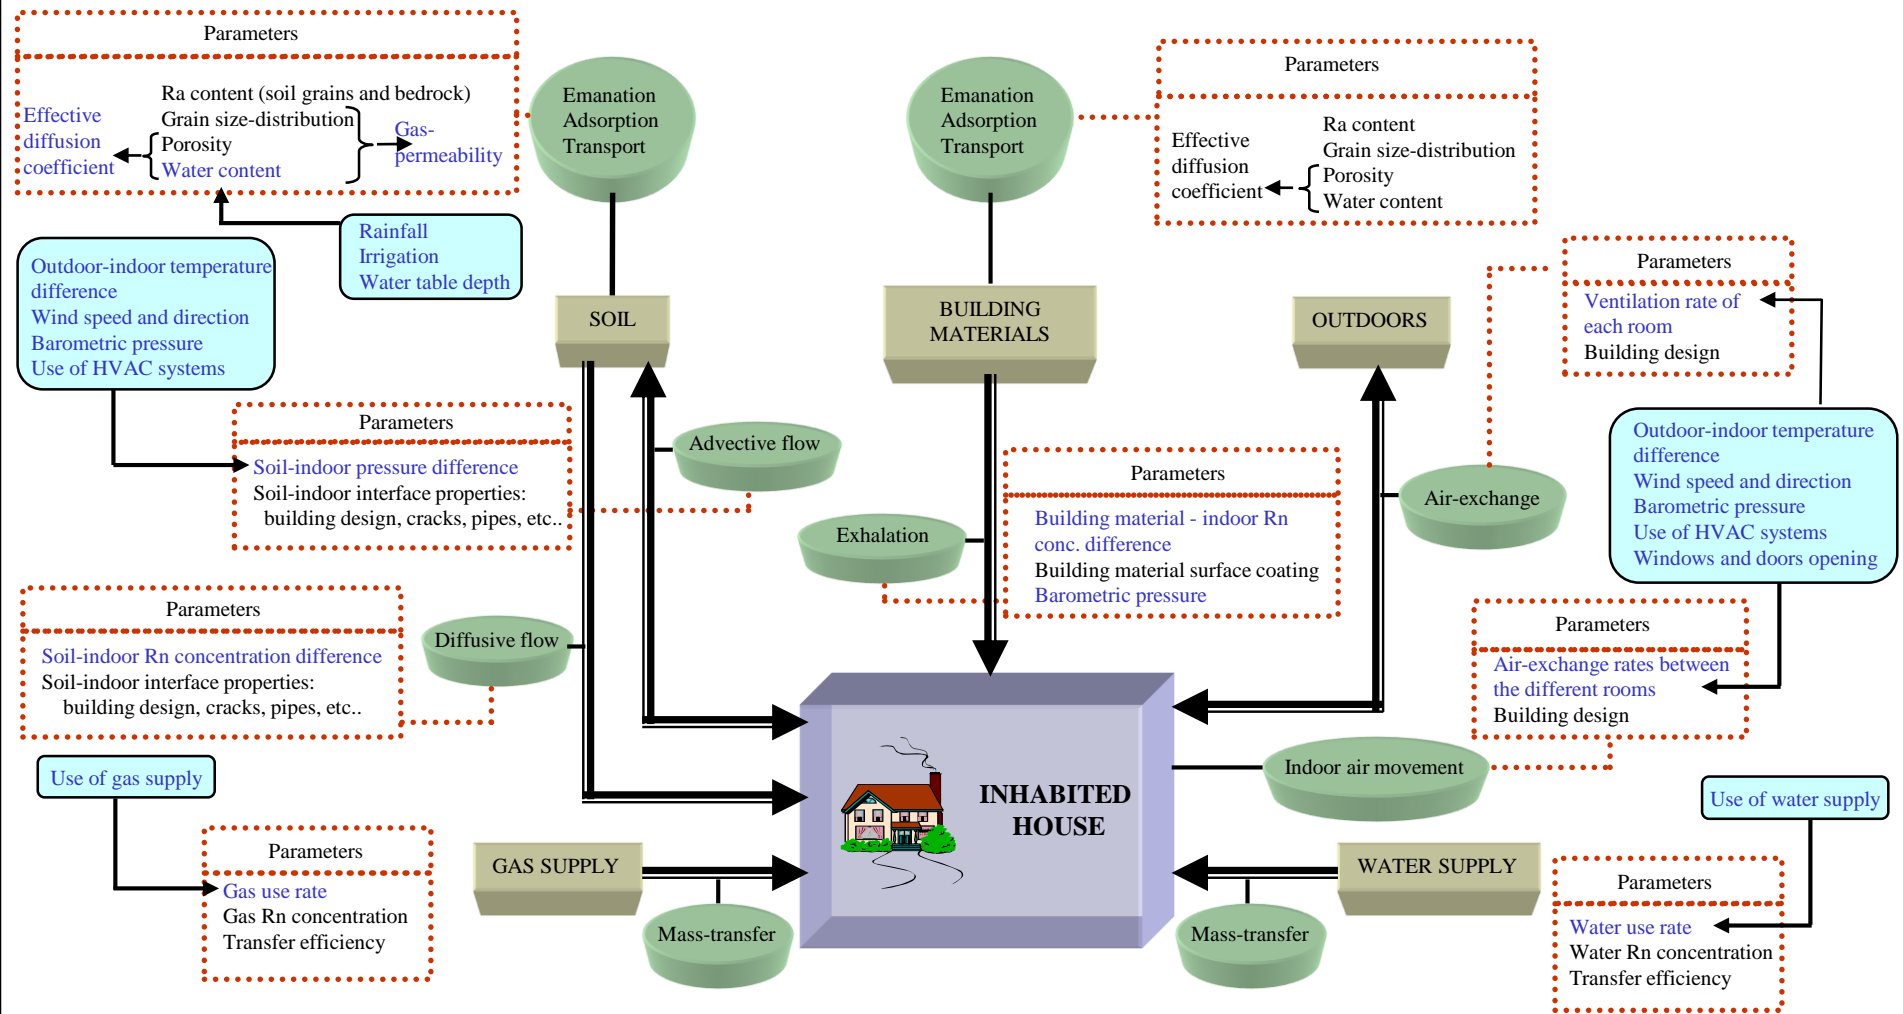 Parameters
Ra content (soil grains and bedrock)
Grain size-distribution
Porosity
Water content
Effective
diffusion
coefficient
Gas-
permeability
Emanation
Adsorption
Transport
Rainfall
Irrigation
Water table depth
Outdoor-indoor temperature
difference
Wind speed and direction
Barometric pressure
Use of HVAC systems
SOIL
Parameters
Soil-indoor pressure difference
Soil-indoor interface properties:
building design, cracks, pipes, etc..
Advective flow
Parameters
Soil-indoor Rn concentration difference
Soil-indoor interface properties:
building design, cracks, pipes, etc..
Diffusive flow
Use of gas supply
Parameters
Gas use rate
Gas Rn concentration
Transfer efficiency
GAS SUPPLY
Mass-transfer
Emanation
Adsorption
Transport
Parameters
Ra content
Grain size-distribution
Porosity
Water content
Effective
diffusion
coefficient
BUILDING
MATERIALS
Exhalation
Parameters
Building material - indoor Rn
conc. difference
Building material surface coating
Barometric pressure
OUTDOORS
Air-exchange
Parameters
Ventilation rate of
each room
Building design
Outdoor-indoor temperature
difference
Wind speed and direction
Barometric pressure
Use of HVAC systems
Windows and doors opening
Parameters
Air-exchange rates between
the different rooms
Building design
Indoor air movement
INHABITED
HOUSE
Use of water supply
WATER SUPPLY
Mass-transfer
Parameters
Water use rate
Water Rn concentration
Transfer efficiency